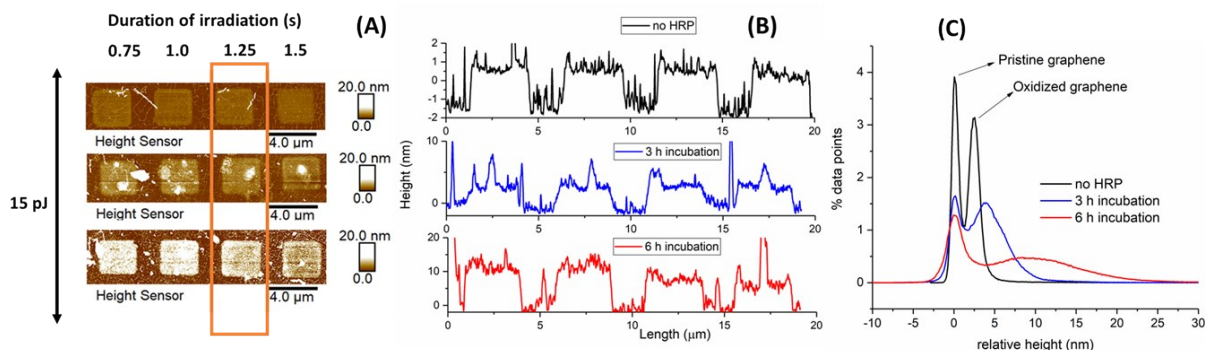 Duration of irradiation (s)
(A)
0.75 1.0 1.25 1.5
15 pJ
20.0 nm
0.0
Height Sensor
4.0 µm
20.0 nm
0.0
Height Sensor
4.0 µm
20.0 nm
0.0
Height Sensor
4.0 µm
(B)
no HRP
2
1
0
-1
-2
0 5 10 15 20
3 h incubation
10
5
0
0 5 10 15 20
6 h incubation
20
15
10
5
0
0 5 10 15 20
Height (nm)
Length (µm)
(C)
Pristine graphene
Oxidized graphene
no HRP
3 h incubation
6 h incubation
5
4
3
2
1
0
% data points
-10 -5 0 5 10 15 20 25 30
relative height (nm)